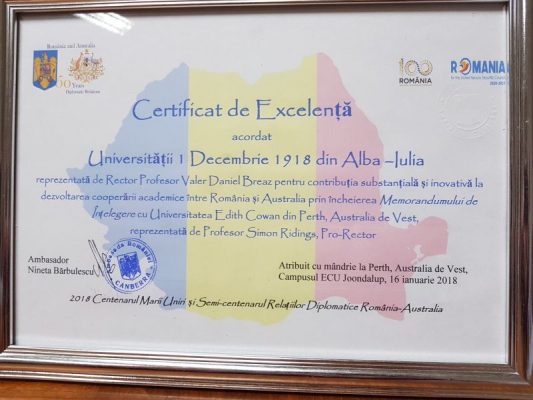 România and Australia
50 Years
Diplomatic Relations
100
ROMÂNIA
ROMANIA
Certificat de Excelență
acordat
Universității 1 Decembrie 1918 din Alba –Iulia
reprezentată de Rector Profesor Valer Daniel Breaz pentru contribuția substanțială și inovativă la
dezvoltarea cooperării academice între România și Australia prin încheierea Memorandumului de
Înțelegere cu Universitatea Edith Cowan din Perth, Australia de Vest,
reprezentată de Profesor Simon Ridings, Pro-Rector
Ambasador
Nineta Bărbulescu
Ambasada României
CANBERRA
Atribuit cu mândrie la Perth, Australia de Vest,
Campusul ECU Joondalup, 16 ianuarie 2018
2018 Centenarul Marii Uniri și Semi-centenarul Relațiilor Diplomatice România-Australia